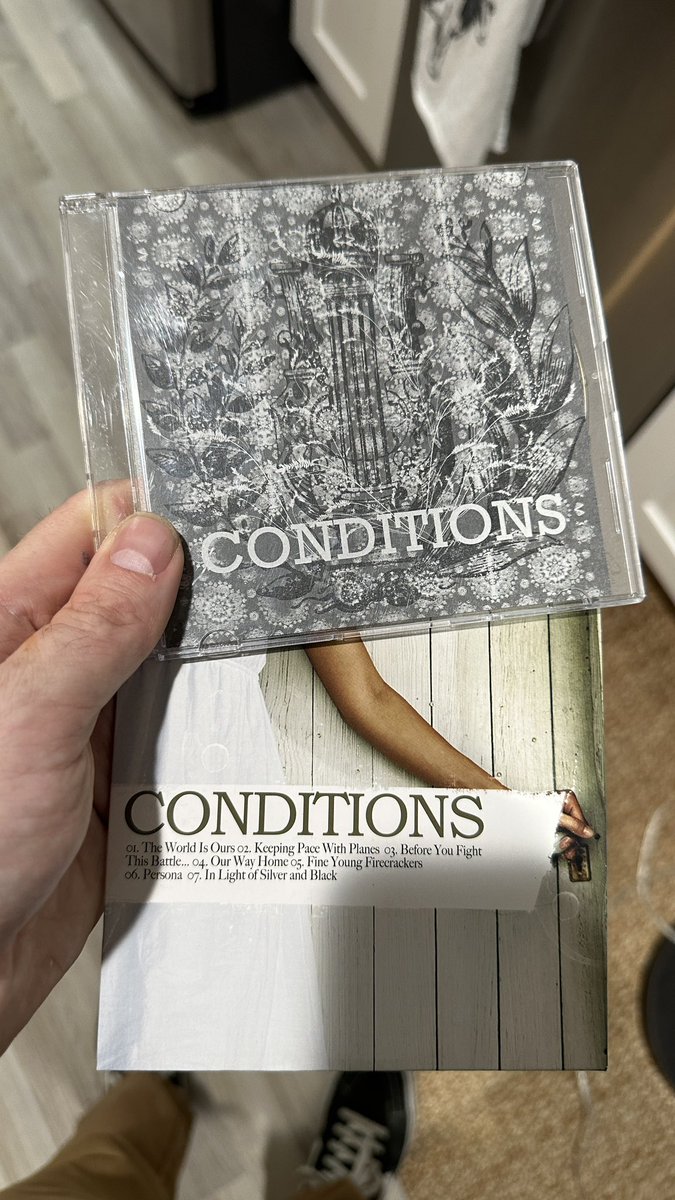 CONDITIONS
CONDITIONS
01. The World Is Ours 02. Keeping Pace With Planes 03. Before You Fight
This Battle... 04. Our Way Home 05. Fine Young Firecrackers
06. Persona 07. In Light of Silver and Black